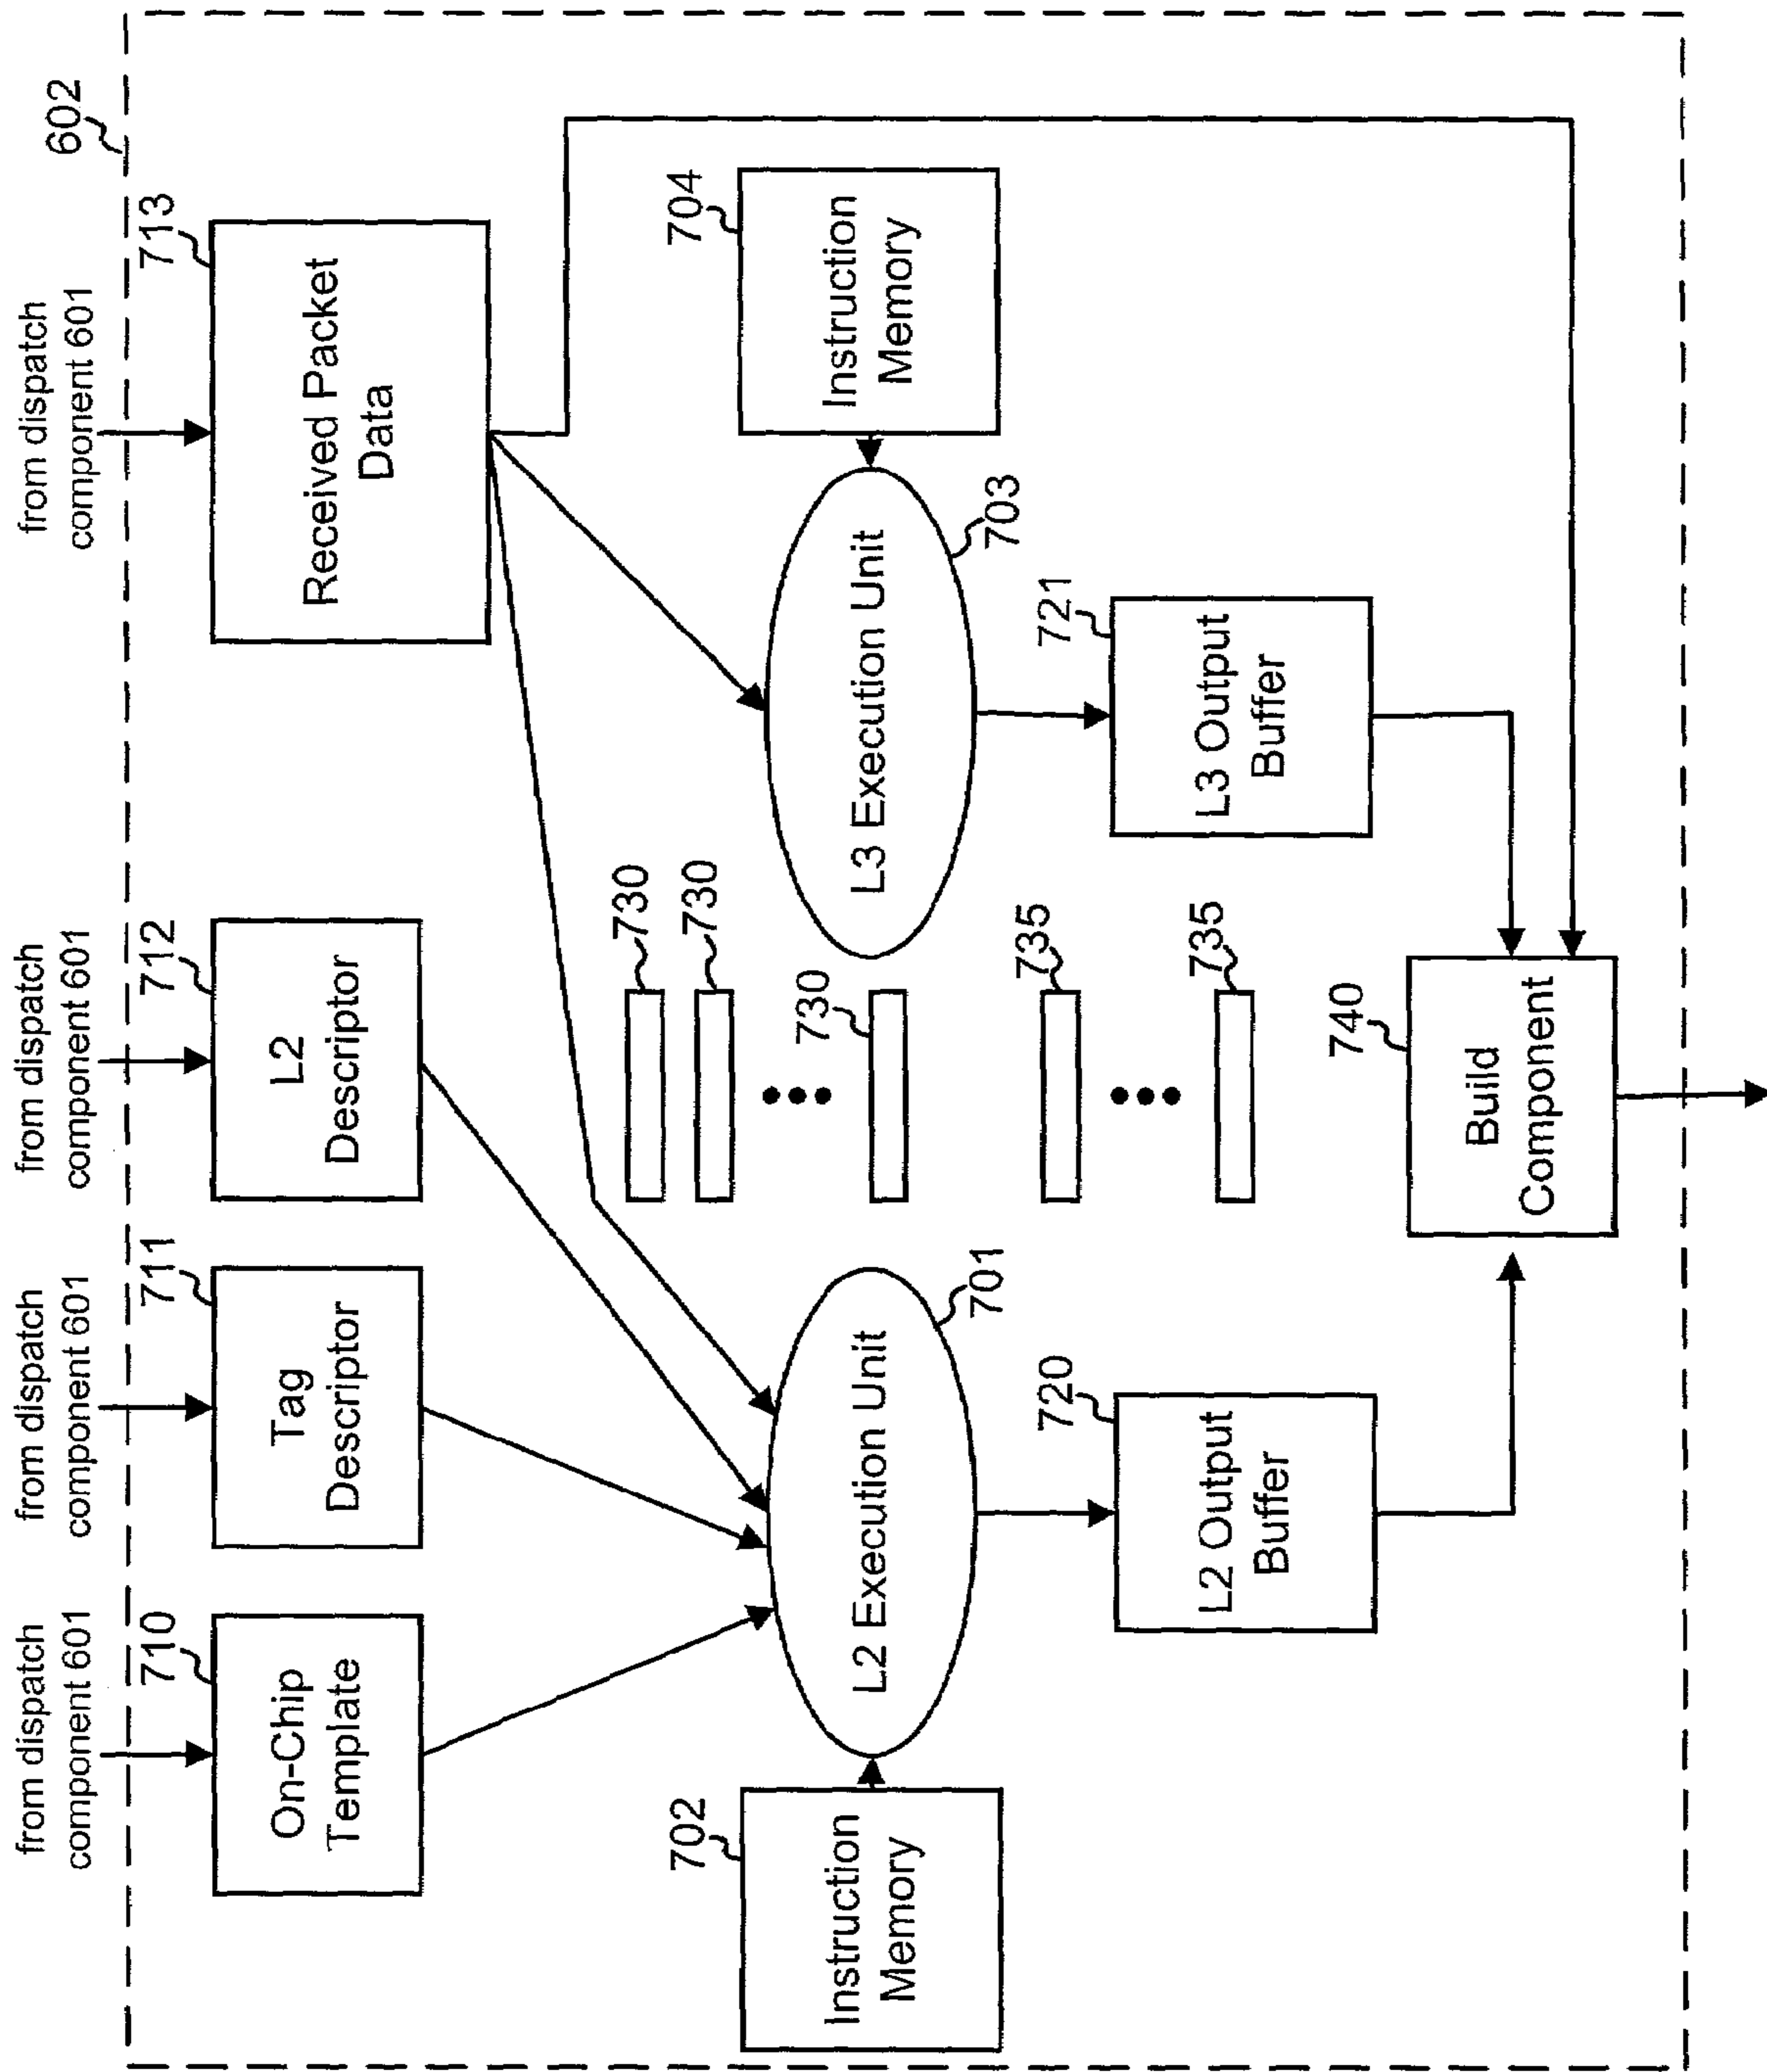 602
from dispatch
component 601
from dispatch
component 601
from dispatch
component 601
from dispatch
component 601
710
On-Chip
Template
711
Tag
Descriptor
712
L2
Descriptor
713
Received Packet
Data
702
Instruction
Memory
L2 Execution Unit
701
730
730
730
735
735
L3 Execution Unit
703
704
Instruction
Memory
720
L2 Output
Buffer
721
L3 Output
Buffer
740
Build
Component